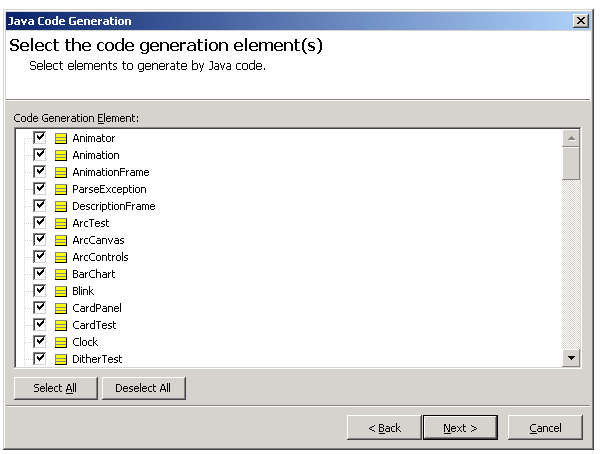 Java Code Generation
Select the code generation element(s)
Select elements to generate by Java code.
Code Generation Element:
Animator
Animation
AnimationFrame
ParseException
DescriptionFrame
ArcTest
ArcCanvas
ArcControls
BarChart
Blink
CardPanel
CardTest
Clock
DitherTest
Select All Deselect All
< Back Next > Cancel